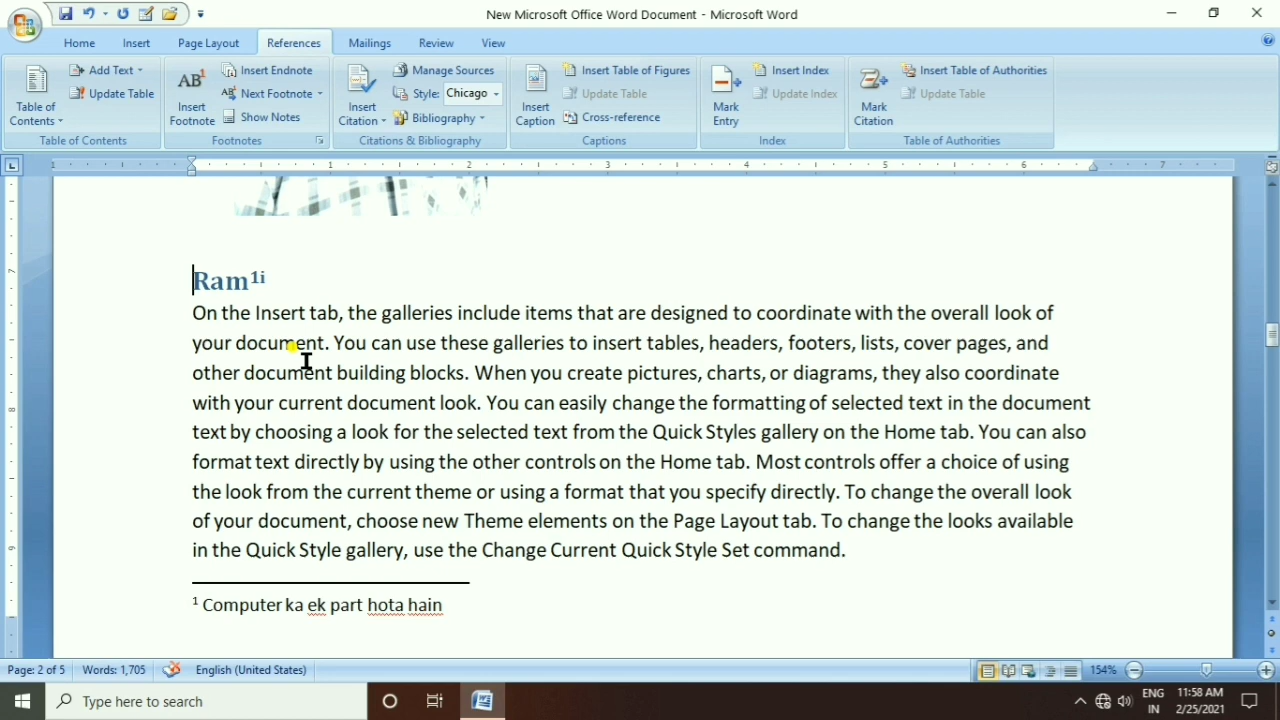 New Microsoft Office Word Document - Microsoft Word
Home Insert Page Layout References Mailings Review View
Table of Contents
Add Text
Update Table
Table of Contents
AB1 Insert Footnote
Insert Endnote
Next Footnote
Show Notes
Footnotes
Insert Citation
Manage Sources
Style: Chicago
Bibliography
Citations & Bibliography
Insert Caption
Insert Table of Figures
Update Table
Cross-reference
Captions
Mark Entry
Insert Index
Update Index
Index
Mark Citation
Insert Table of Authorities
Update Table
Table of Authorities
1 1 2 3 4 5 6 7
Ram1i
On the Insert tab, the galleries include items that are designed to coordinate with the overall look of
your document. You can use these galleries to insert tables, headers, footers, lists, cover pages, and
other document building blocks. When you create pictures, charts, or diagrams, they also coordinate
with your current document look. You can easily change the formatting of selected text in the document
text by choosing a look for the selected text from the Quick Styles gallery on the Home tab. You can also
format text directly by using the other controls on the Home tab. Most controls offer a choice of using
the look from the current theme or using a format that you specify directly. To change the overall look
of your document, choose new Theme elements on the Page Layout tab. To change the looks available
in the Quick Style gallery, use the Change Current Quick Style Set command.
1 Computer ka ek part hota hain
Page: 2 of 5 Words: 1,705 English (United States) 154%
Type here to search
ENG 11:58 AM
IN 2/25/2021